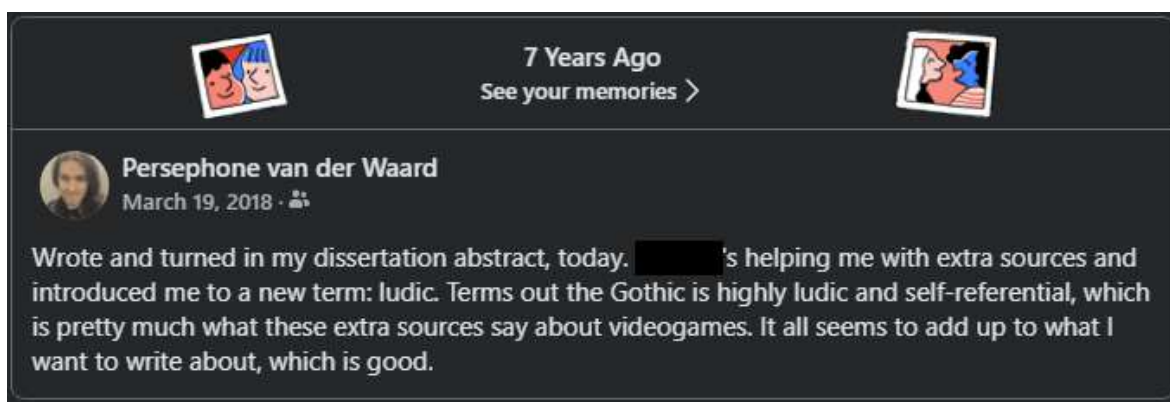 7 Years Ago
See your memories >
Persephone van der Waard
March 19, 2018 ·
Wrote and turned in my dissertation abstract, today. 's helping me with extra sources and
introduced me to a new term: ludic. Terms out the Gothic is highly ludic and self-referential, which
is pretty much what these extra sources say about videogames. It all seems to add up to what I
want to write about, which is good.